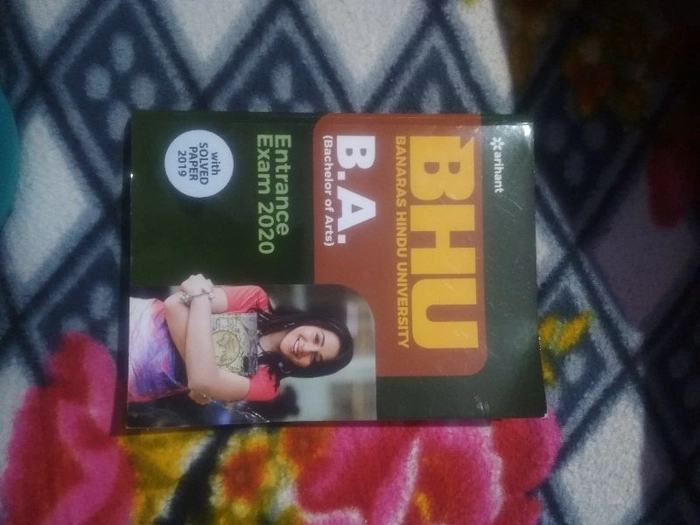 arihant
BHU
BANARAS HINDU UNIVERSITY
B.A.
(Bachelor of Arts)
Entrance
Exam 2020
with
SOLVED
PAPER
2019